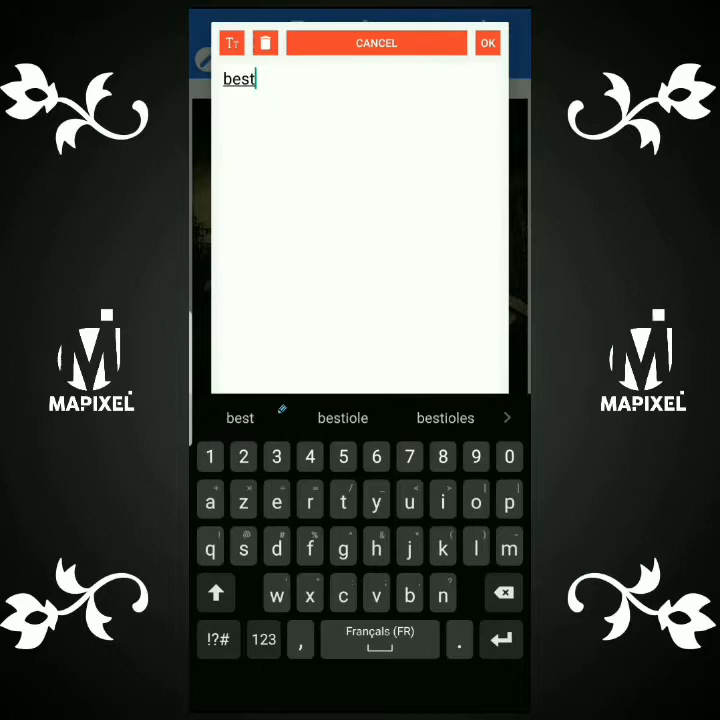 TT CANCEL OK
best
best bestiole bestioles
1 2 3 4 5 6 7 8 9 0
a z e r t y u i o p
q s d f g h j k l m
w x c v b n
!?# 123 , Français (FR) .
MAPIXEL
MAPIXEL